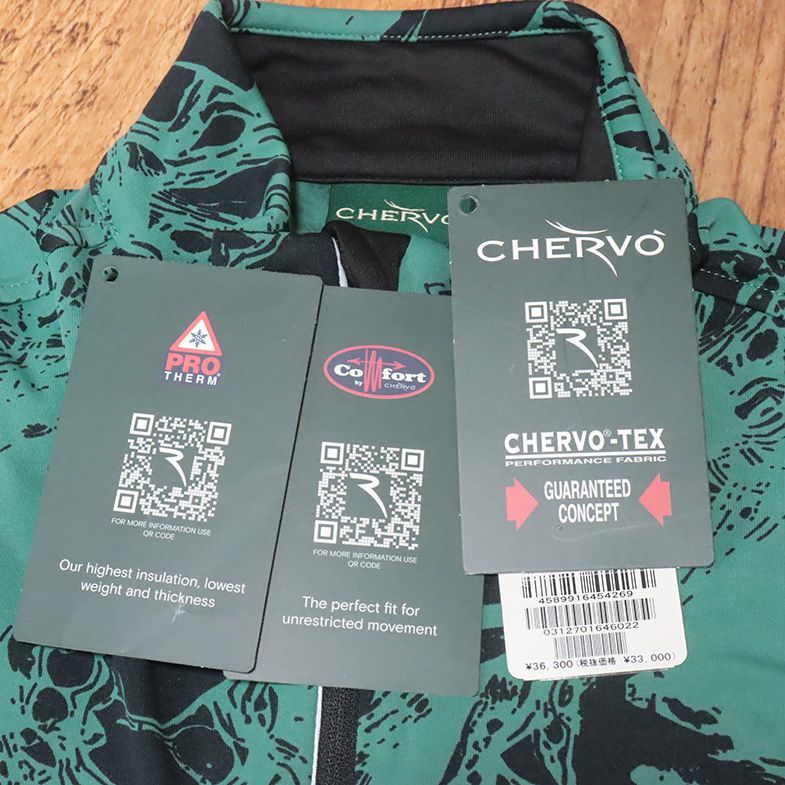 CHERVÒ
CHERVÒ
PRO
THERM®
FOR MORE INFORMATION USE
QR CODE
Our highest insulation, lowest
weight and thickness
Comfort
by CHERVÒ
FOR MORE INFORMATION USE
QR CODE
The perfect fit for
unrestricted movement
CHERVO®-TEX
PERFORMANCE FABRIC
GUARANTEED
CONCEPT
4589916454269
0312701646022
¥36,300(税抜価格 ¥33,000)